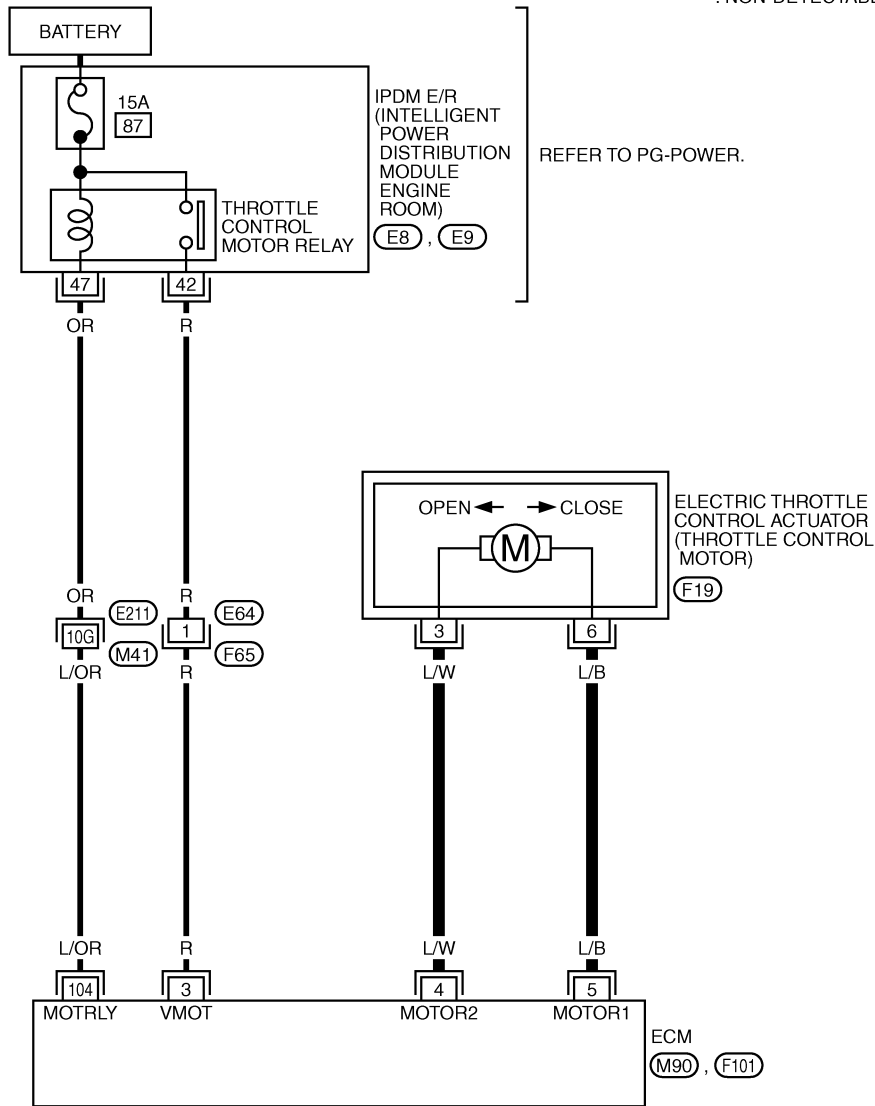 : NON-DETECTABLE
BATTERY
15A
87
IPDM E/R
(INTELLIGENT
POWER
DISTRIBUTION
MODULE
ENGINE
ROOM)
E8 , E9
REFER TO PG-POWER.
THROTTLE
CONTROL
MOTOR RELAY
47
42
OR
R
OPEN
CLOSE
M
ELECTRIC THROTTLE
CONTROL ACTUATOR
(THROTTLE CONTROL
MOTOR)
F19
OR
R
E211
E64
10G
1
3
6
M41
F65
L/OR
R
L/W
L/B
L/OR
R
L/W
L/B
104
3
4
5
MOTRLY
VMOT
MOTOR2
MOTOR1
ECM
M90 , F101